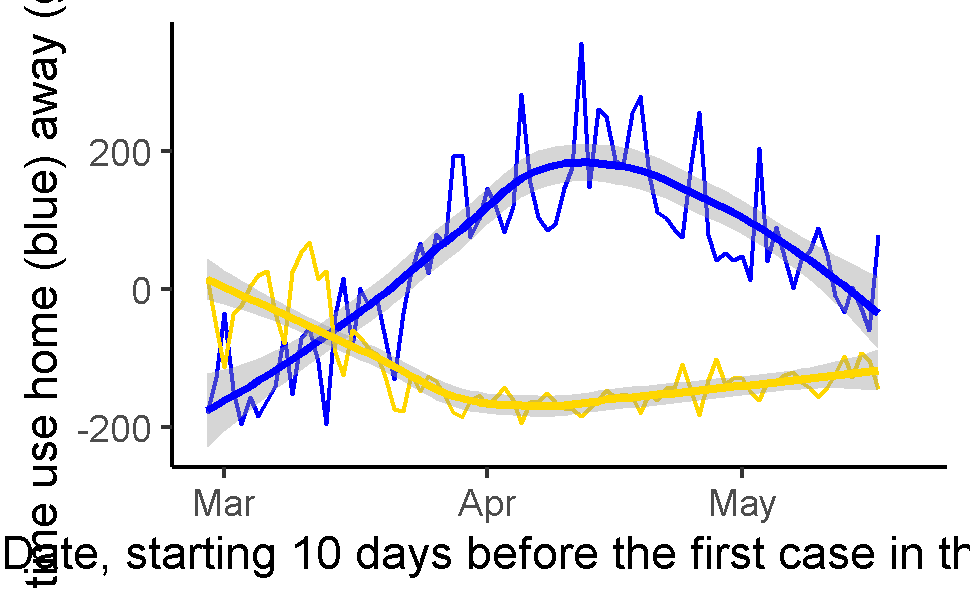 time use home (blue) away (
200
0
-200
Mar Apr May
Date, starting 10 days before the first case in th